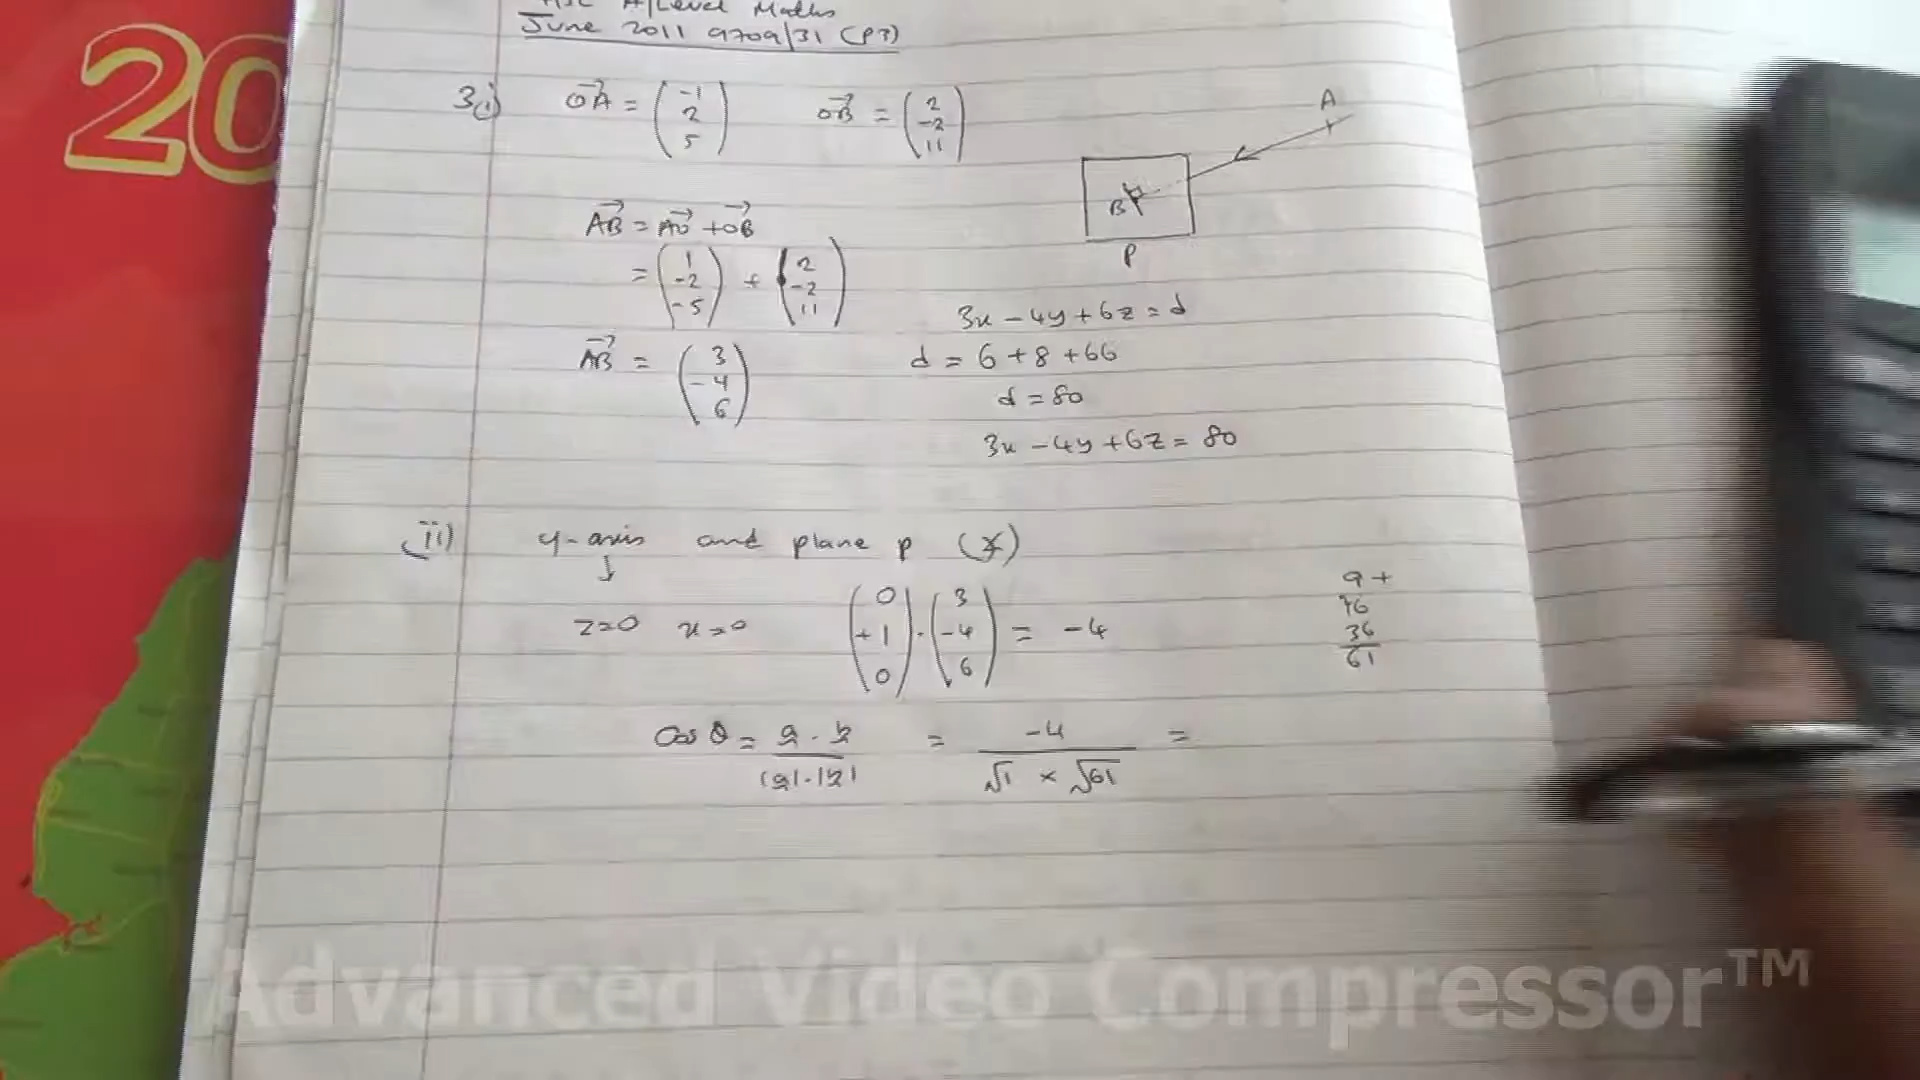 20
A/Level Maths
June 2011 9709/31 (P3)
3(i) OA = (-1 2 5) OB = (2 -2 11)
A
B
P
AB = AO + OB
= (1 -2 -5) + (2 -2 11)
3x - 4y + 6z = d
AB = (3 -4 6)
d = 6 + 8 + 66
d = 80
3x - 4y + 6z = 80
(ii) y-axis and plane p
↓
z=0 x=0 (0 +1 0) . (3 -4 6) = -4
9 +
16
36
61
Cos θ = a . b / |a| . |b| = -4 / √1 × √61 =
Advanced Video Compressor™